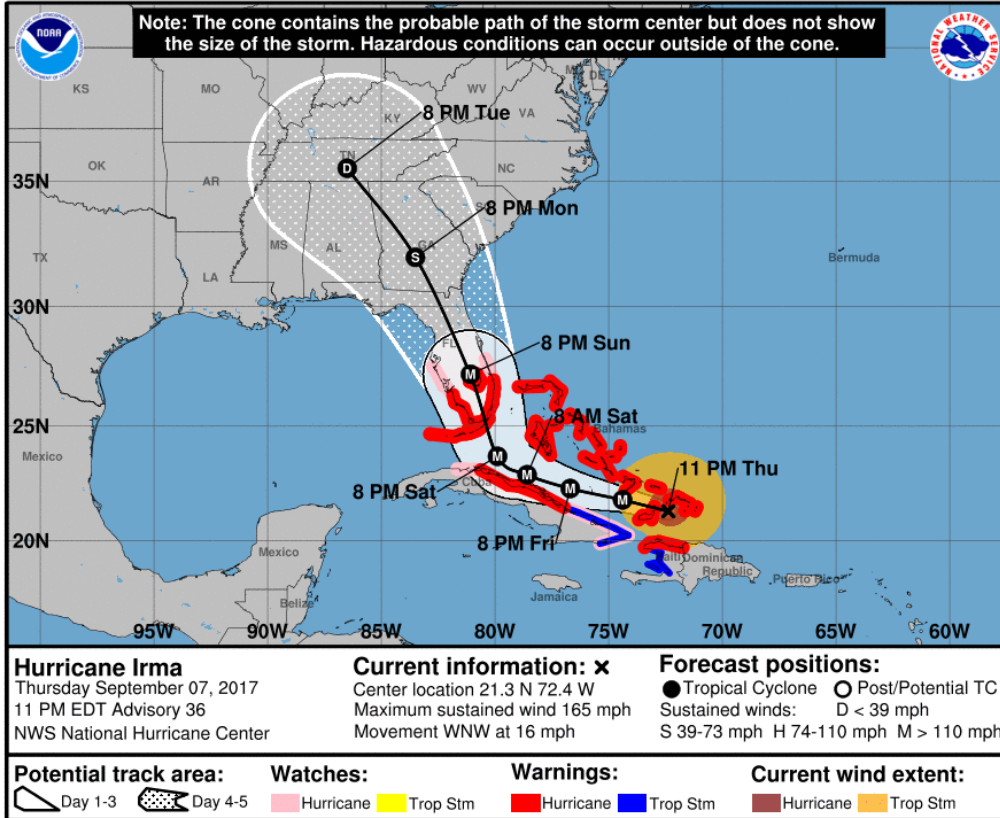 Note: The cone contains the probable path of the storm center but does not show
the size of the storm. Hazardous conditions can occur outside of the cone.
NOAA
NATIONAL WEATHER SERVICE
KS
MO
WV
DE
KY
VA
8 PM Tue
OK
TN
NC
AR
35N
D
8 PM Mon
MS
AL
GA
S
TX
LA
Bermuda
30N
FL
8 PM Sun
M
25N
8 AM Sat
Bahamas
Mexico
M
M
11 PM Thu
8 PM Sat
Cuba
M
M
8 PM Fri
20N
Mexico
Haiti
Dominican
Republic
Puerto Rico
Jamaica
Belize
95W
90W
85W
80W
75W
70W
65W
60W
Hurricane Irma
Thursday September 07, 2017
11 PM EDT Advisory 36
NWS National Hurricane Center
Current information: x
Center location 21.3 N 72.4 W
Maximum sustained wind 165 mph
Movement WNW at 16 mph
Forecast positions:
Tropical Cyclone Post/Potential TC
Sustained winds: D < 39 mph
S 39-73 mph H 74-110 mph M > 110 mph
Potential track area:
Day 1-3 Day 4-5
Watches:
Hurricane Trop Stm
Warnings:
Hurricane Trop Stm
Current wind extent:
Hurricane Trop Stm